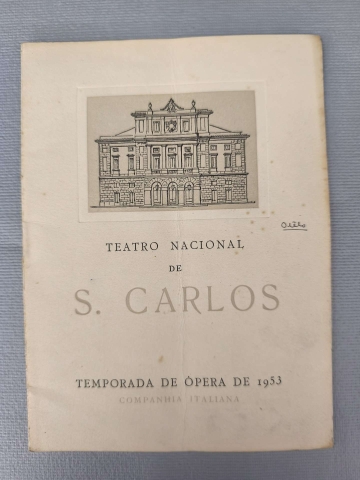 TEATRO NACIONAL
DE
S. CARLOS
TEMPORADA DE ÓPERA DE 1953
COMPANHIA ITALIANA